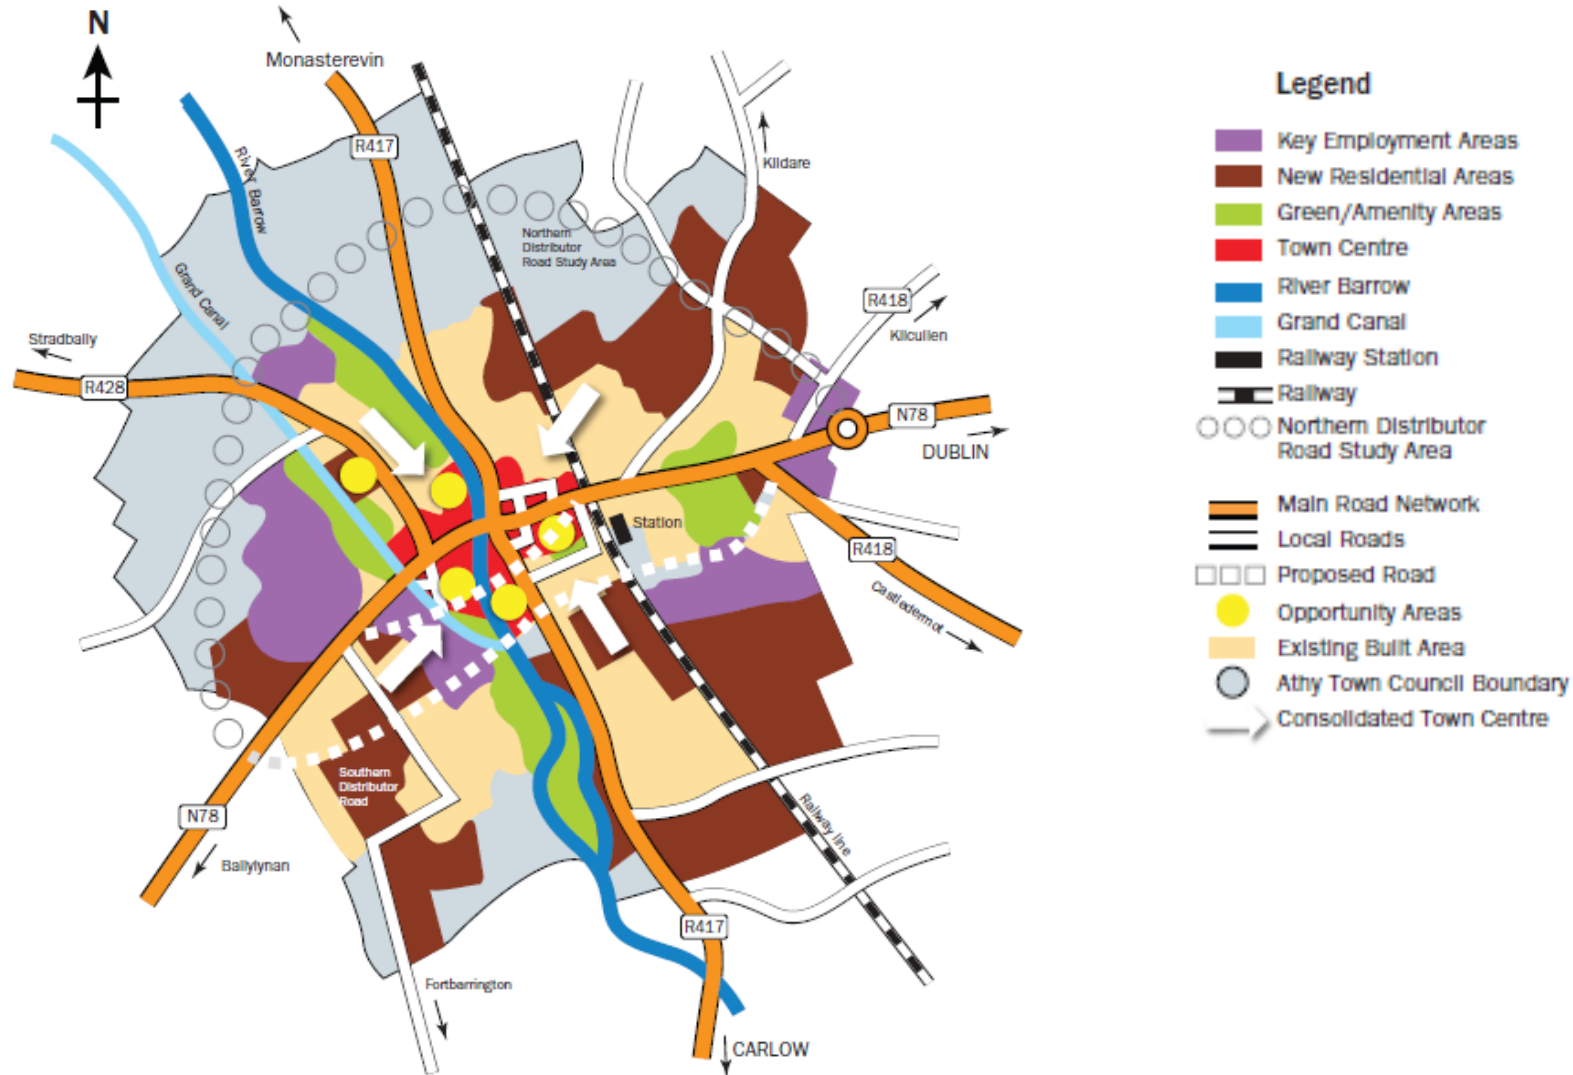 N
Monasterevin
R417
River Barrow
Kildare
Northern
Distributor
Road Study Area
Grand Canal
R418
Kilcullen
Stradbally
R428
N78
DUBLIN
Station
R418
Castledermot
Southern
Distributor
Road
N78
Ballylynan
Railway line
R417
Fortbarrington
CARLOW
Legend
Key Employment Areas
New Residential Areas
Green/Amenity Areas
Town Centre
River Barrow
Grand Canal
Railway Station
Railway
Northern Distributor
Road Study Area
Main Road Network
Local Roads
Proposed Road
Opportunity Areas
Existing Built Area
Athy Town Council Boundary
Consolidated Town Centre